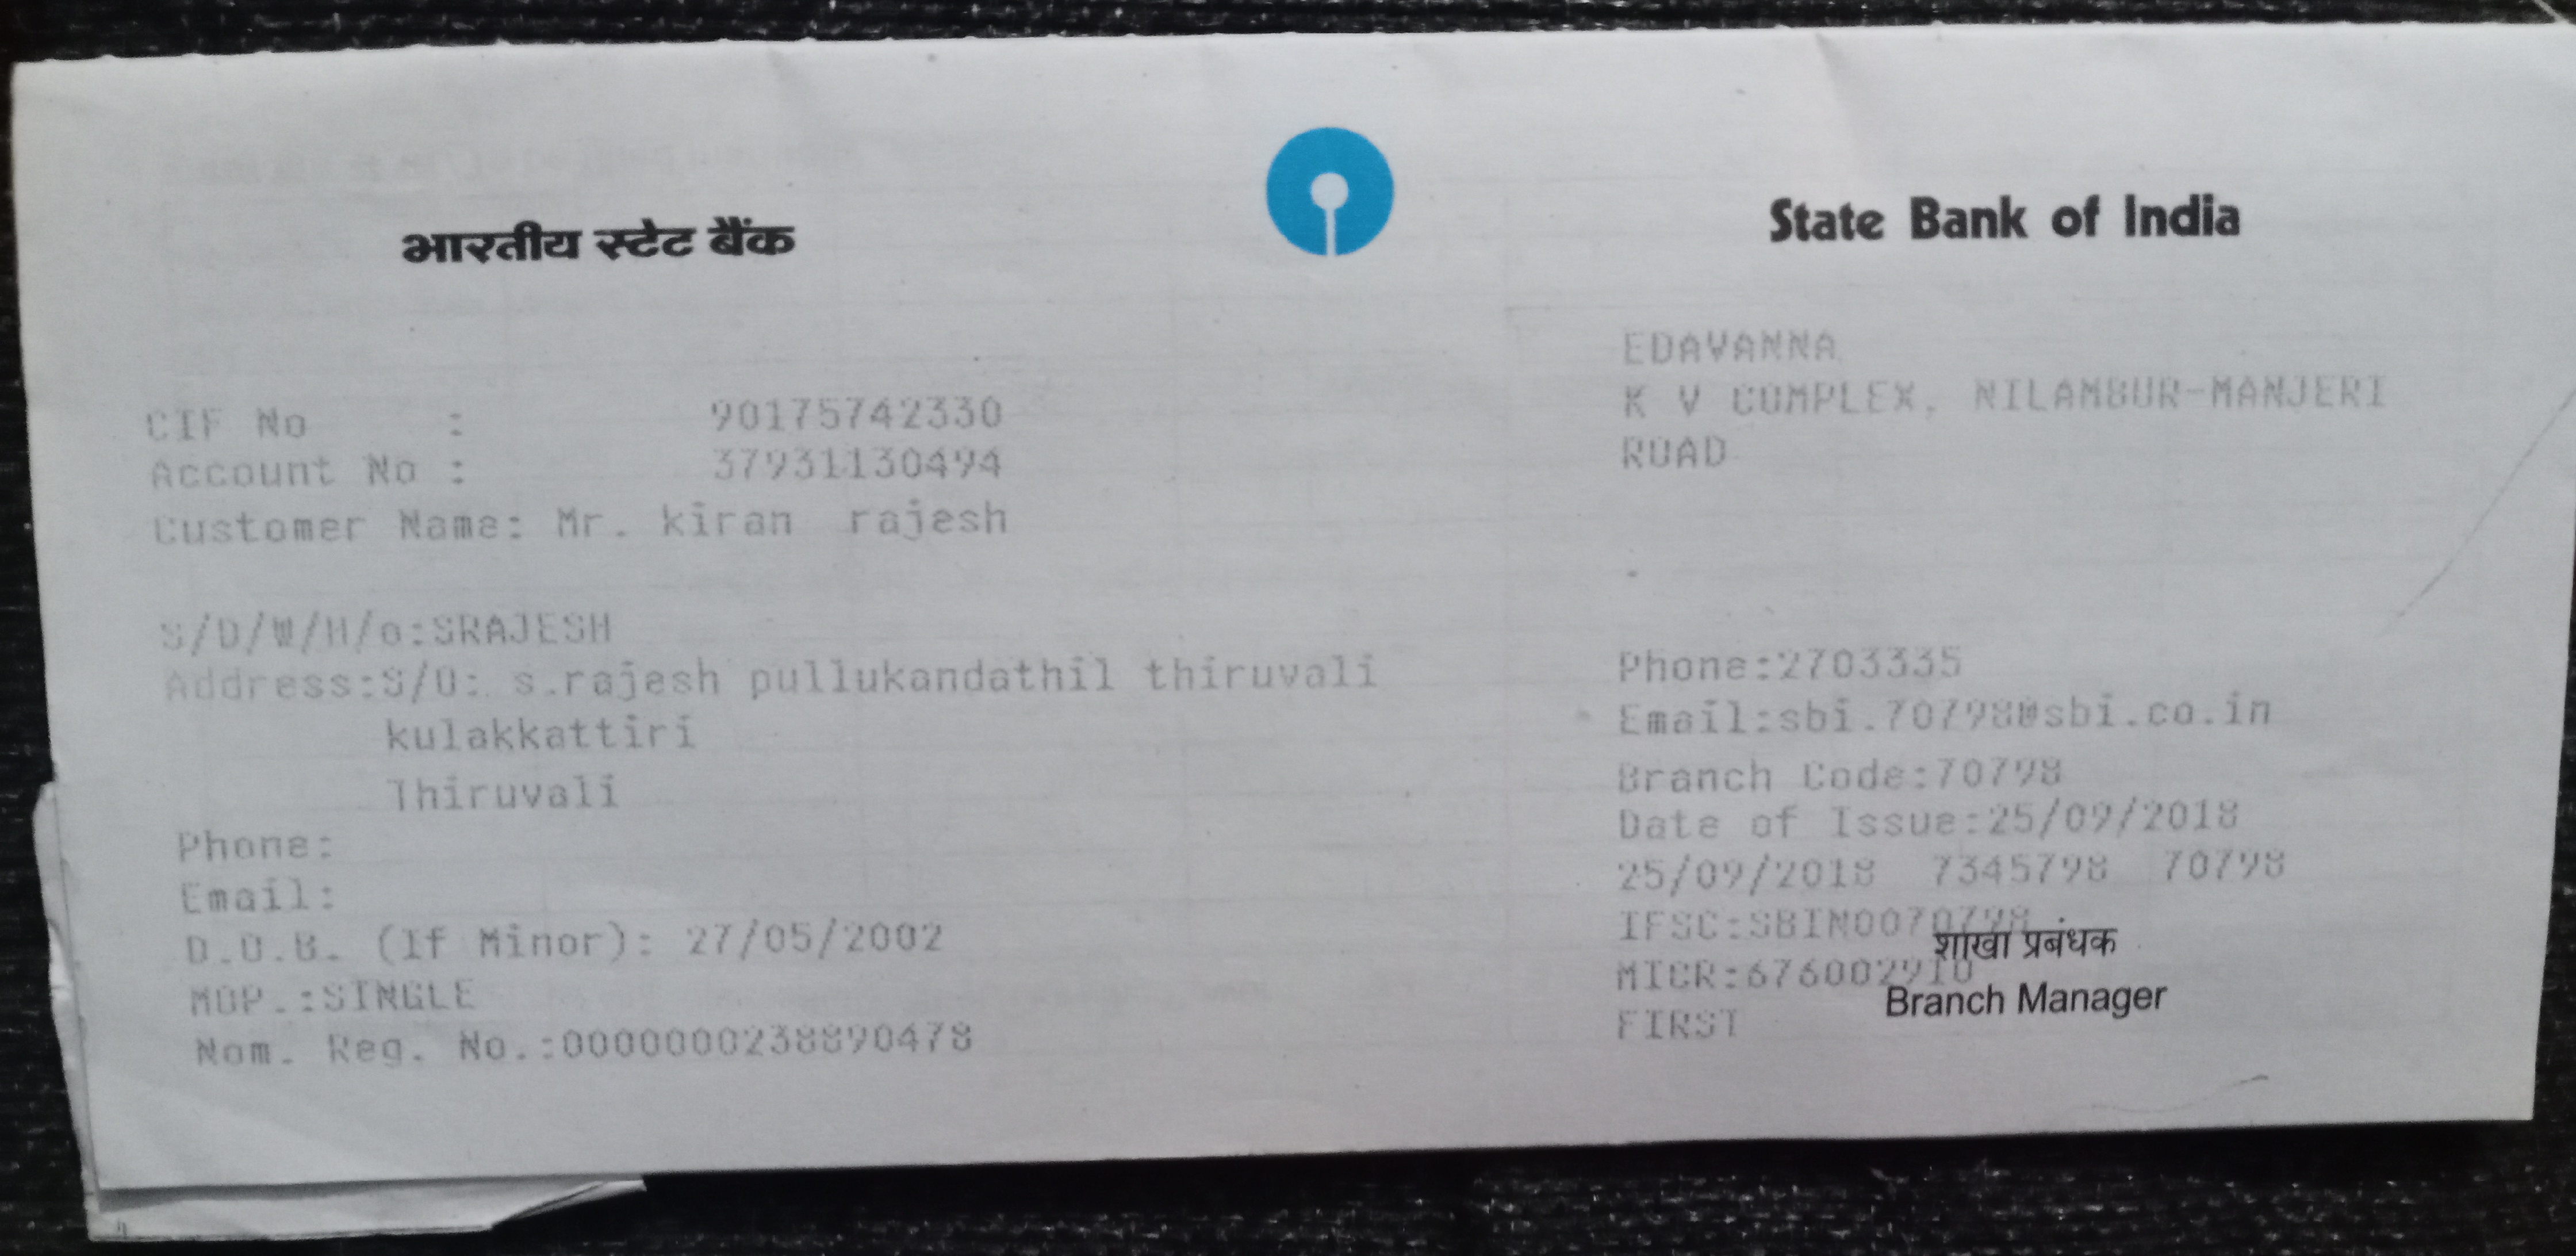 भारतीय स्टेट बैंक
State Bank of India
CIF No : 90175742330
Account No : 37931130494
Customer Name: Mr. kiran rajesh
S/D/W/H/o:SRAJESH
Address:S/O: s.rajesh pullukandathil thiruvali
kulakkattiri
Thiruvali
Phone:
Email:
D.O.B. (If Minor): 27/05/2002
MOP.:SINGLE
Nom. Reg. No.:0000000238890478
EDAVANNA
K V COMPLEX, NILAMBUR-MANJERI
ROAD
Phone:2703335
Email:sbi.70798@sbi.co.in
Branch Code:70798
Date of Issue:25/09/2018
25/09/2018 7345798 70798
IFSC:SBIN0070798
शाखा प्रबंधक
MICR:676002910
Branch Manager
FIRST